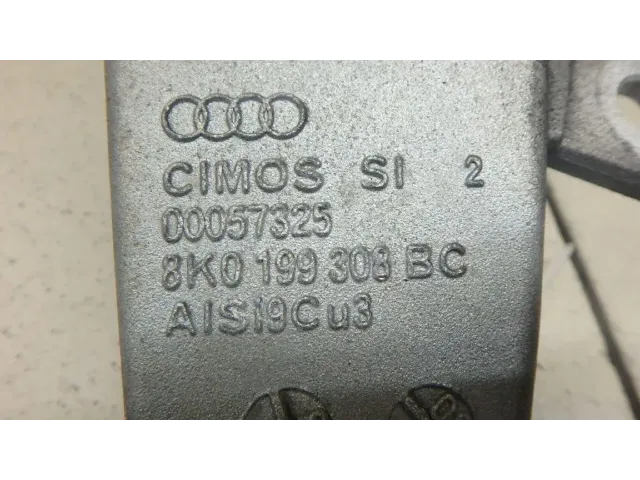 CIMOS SI 2
00057325
8K0 199 308 BC
AlSi9Cu3